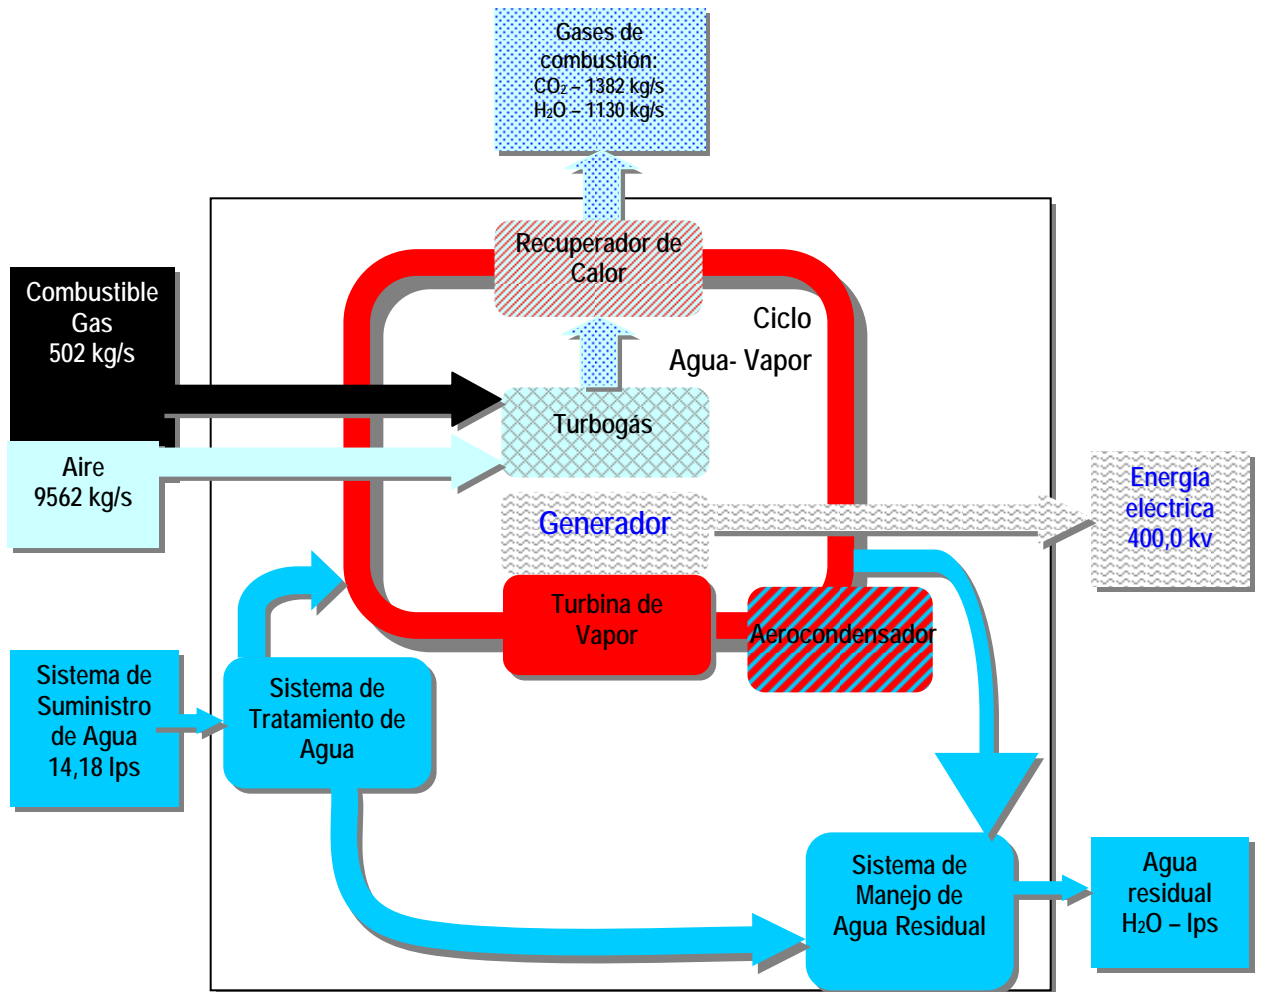 Gases de
combustión:
CO₂ – 1382 kg/s
H₂O – 1130 kg/s
Recuperador de
Calor
Combustible
Gas
502 kg/s
Ciclo
Agua- Vapor
Turbogás
Aire
9562 kg/s
Generador
Energía
eléctrica
400,0 kv
Turbina de
Vapor
Aerocondensador
Sistema de
Suministro
de Agua
14,18 lps
Sistema de
Tratamiento de
Agua
Sistema de
Manejo de
Agua Residual
Agua
residual
H₂O – lps